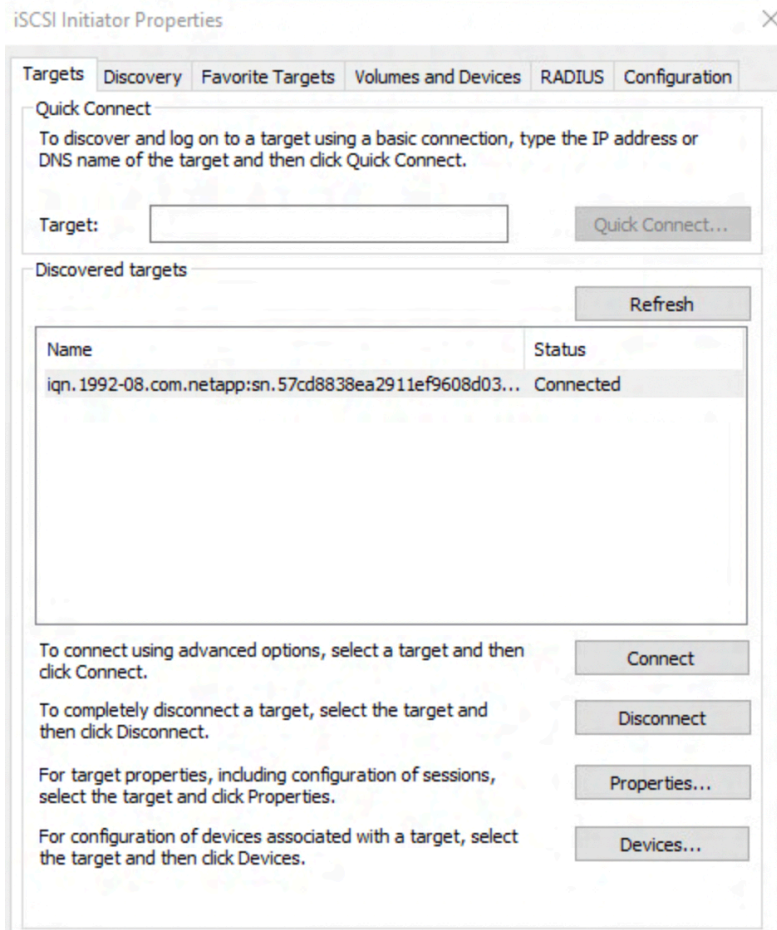 iSCSI Initiator Properties
Targets Discovery Favorite Targets Volumes and Devices RADIUS Configuration
Quick Connect
To discover and log on to a target using a basic connection, type the IP address or
DNS name of the target and then click Quick Connect.
Target: Quick Connect...
Discovered targets
Refresh
Name Status
iqn.1992-08.com.netapp:sn.57cd8838ea2911ef9608d03... Connected
To connect using advanced options, select a target and then
click Connect.
Connect
To completely disconnect a target, select the target and
then click Disconnect.
Disconnect
For target properties, including configuration of sessions,
select the target and click Properties.
Properties...
For configuration of devices associated with a target, select
the target and then click Devices.
Devices...